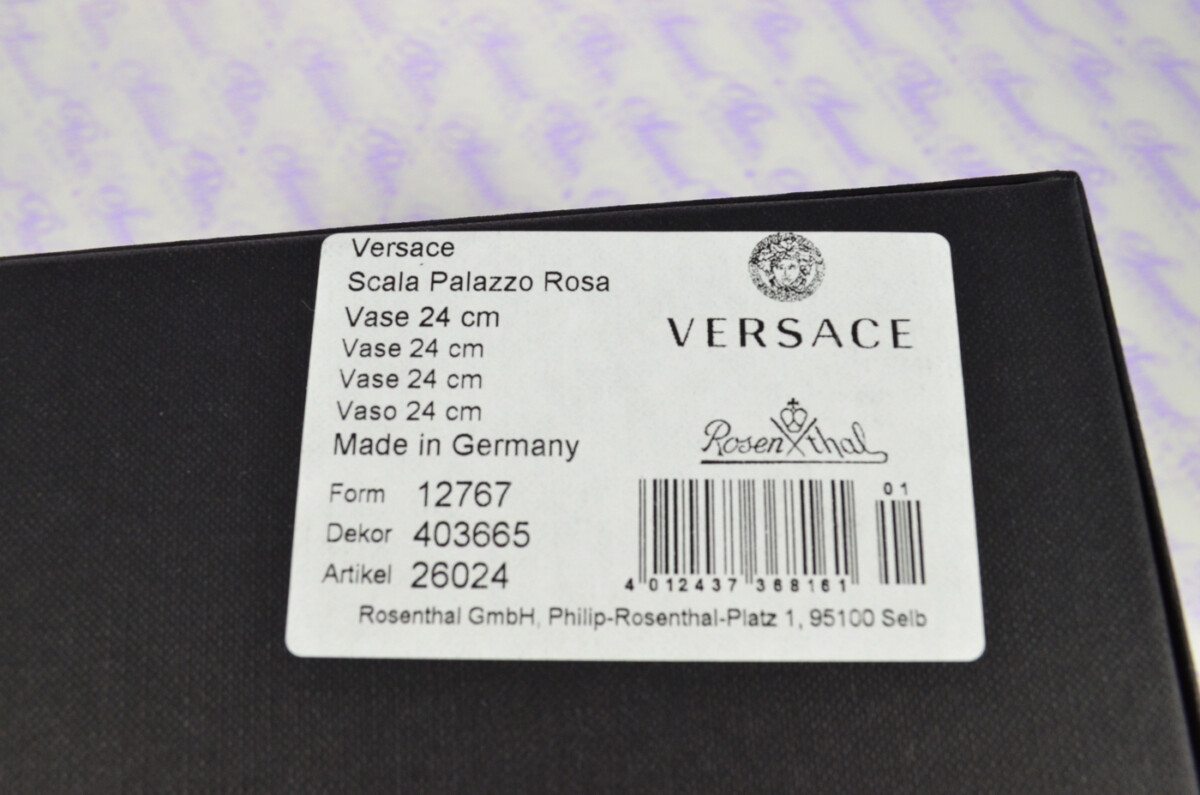 Versace
Scala Palazzo Rosa
Vase 24 cm
Vase 24 cm
Vase 24 cm
Vaso 24 cm
Made in Germany
Form 12767
Dekor 403665
Artikel 26024
VERSACE
Rosenthal
01
4 012437 368161
Rosenthal GmbH, Philip-Rosenthal-Platz 1, 95100 Selb